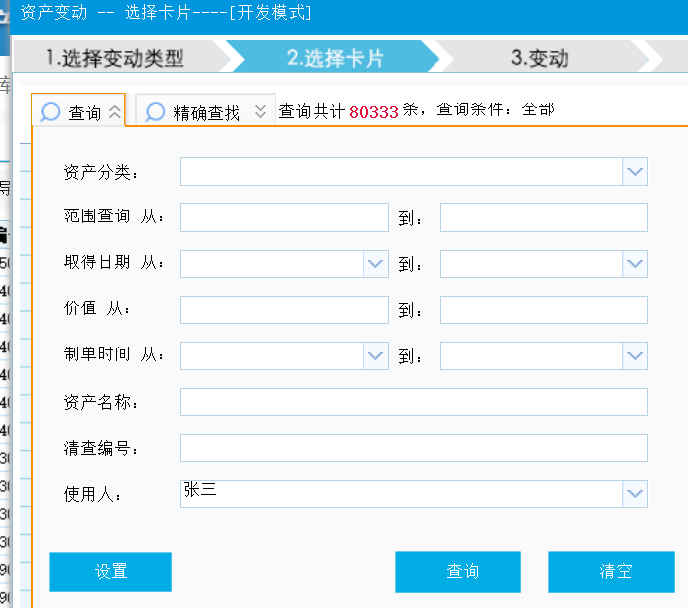 资产变动 -- 选择卡片----[开发模式]
1.选择变动类型 2.选择卡片 3.变动
查询 精确查找 查询共计 80333 条，查询条件：全部
资产分类：
范围查询 从： 到：
取得日期 从： 到：
价值 从： 到：
制单时间 从： 到：
资产名称：
清查编号：
使用人： 张三
设置 查询 清空